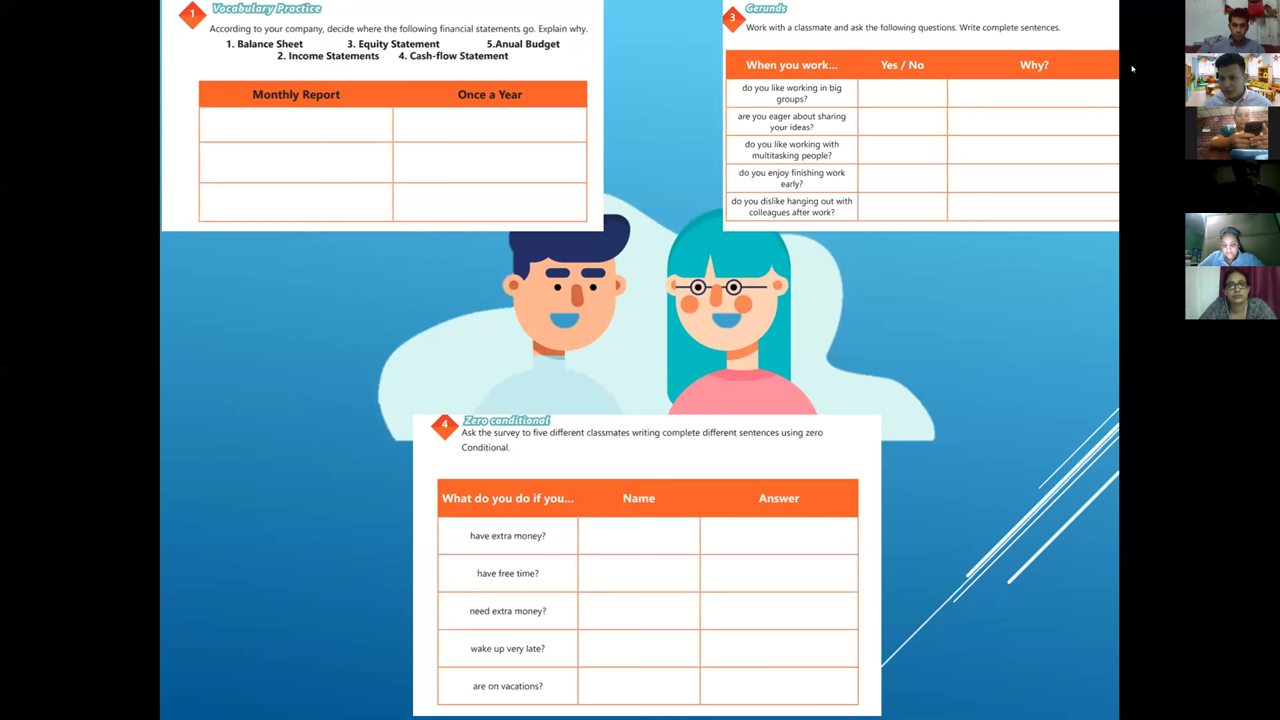 1
Vocabulary Practice
According to your company, decide where the following financial statements go. Explain why.
1. Balance Sheet 3. Equity Statement 5.Anual Budget
2. Income Statements 4. Cash-flow Statement
Monthly Report Once a Year
3
Gerunds
Work with a classmate and ask the following questions. Write complete sentences.
When you work... Yes / No Why?
do you like working in big
groups?
are you eager about sharing
your ideas?
do you like working with
multitasking people?
do you enjoy finishing work
early?
do you dislike hanging out with
colleagues after work?
4
Zero conditional
Ask the survey to five different classmates writing complete different sentences using zero
Conditional.
What do you do if you... Name Answer
have extra money?
have free time?
need extra money?
wake up very late?
are on vacations?